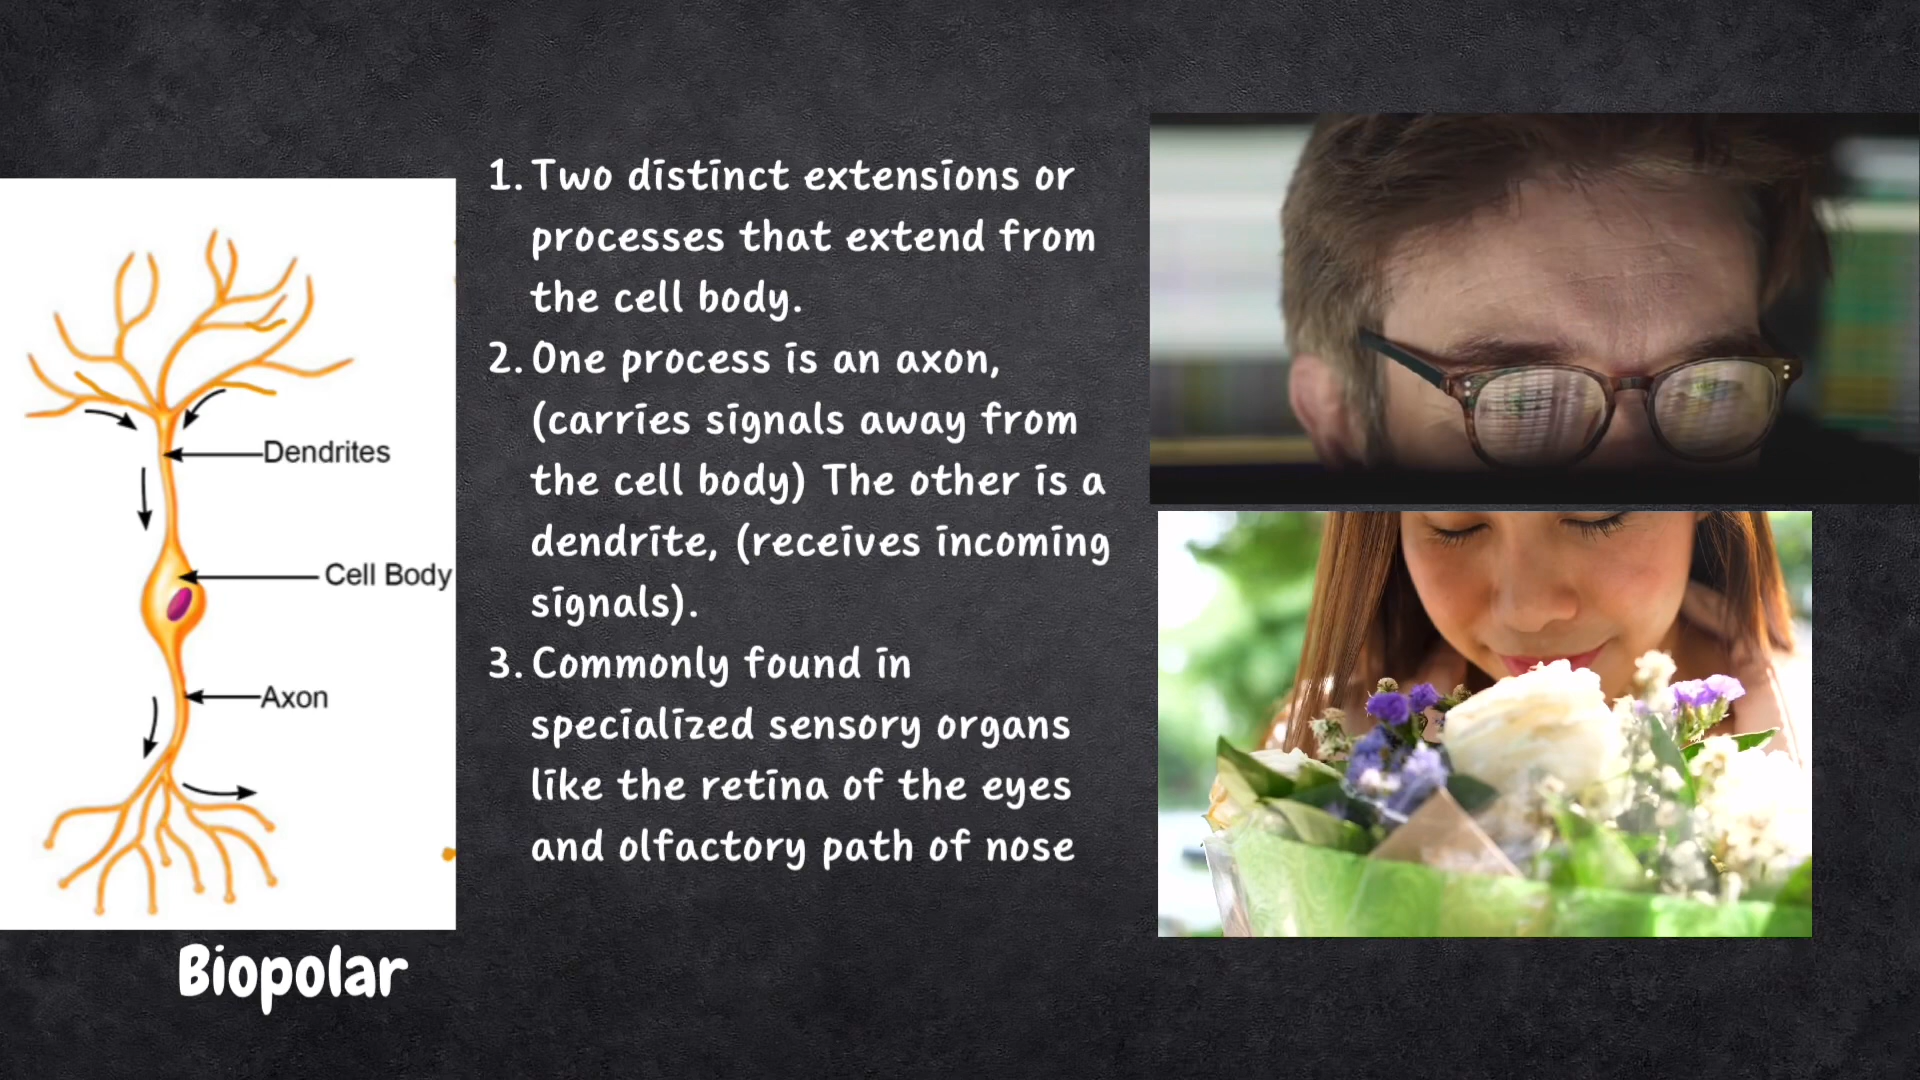 Dendrites
Cell Body
Axon
Biopolar
1. Two distinct extensions or
processes that extend from
the cell body.
2. One process is an axon,
(carries signals away from
the cell body) The other is a
dendrite, (receives incoming
signals).
3. Commonly found in
specialized sensory organs
like the retina of the eyes
and olfactory path of nose